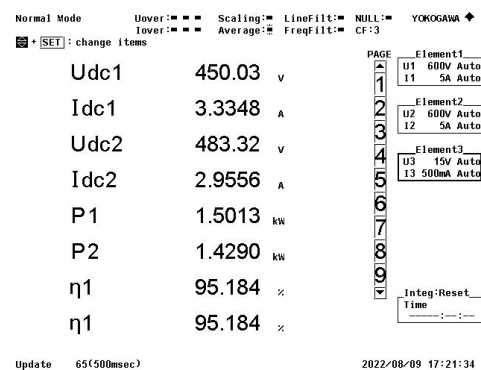 Normal Mode Uover:■ ■ ■ Scaling:■ LineFilt:■ NULL:■ YOKOGAWA ◆
Iover:■ ■ ■ Average:■ FreqFilt:■ CF:3
+ SET : change items
PAGE
Udc1 450.03 V
Idc1 3.3348 A
Udc2 483.32 V
Idc2 2.9556 A
P1 1.5013 kW
P2 1.4290 kW
η1 95.184 %
η1 95.184 %
▲
1
2
3
4
5
6
7
8
9
▼
Element1
U1 600V Auto
I1 5A Auto
Element2
U2 600V Auto
I2 5A Auto
Element3
U3 15V Auto
I3 500mA Auto
Integ:Reset
Time
-----:--:--
Update 65(500msec) 2022/08/09 17:21:34